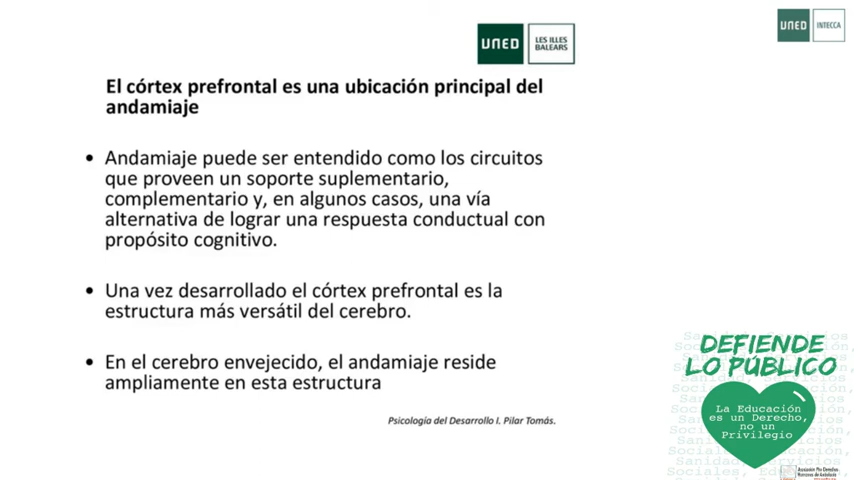 UNED
LES ILLES
BALEARS
UNED
INTECCA
El córtex prefrontal es una ubicación principal del
andamiaje
• Andamiaje puede ser entendido como los circuitos
que proveen un soporte suplementario,
complementario y, en algunos casos, una vía
alternativa de lograr una respuesta conductual con
propósito cognitivo.
• Una vez desarrollado el córtex prefrontal es la
estructura más versátil del cerebro.
• En el cerebro envejecido, el andamiaje reside
ampliamente en esta estructura
Psicología del Desarrollo I. Pilar Tomás.
DEFIENDE
LO PÚBLICO
La Educación
es un Derecho,
no un
Privilegio